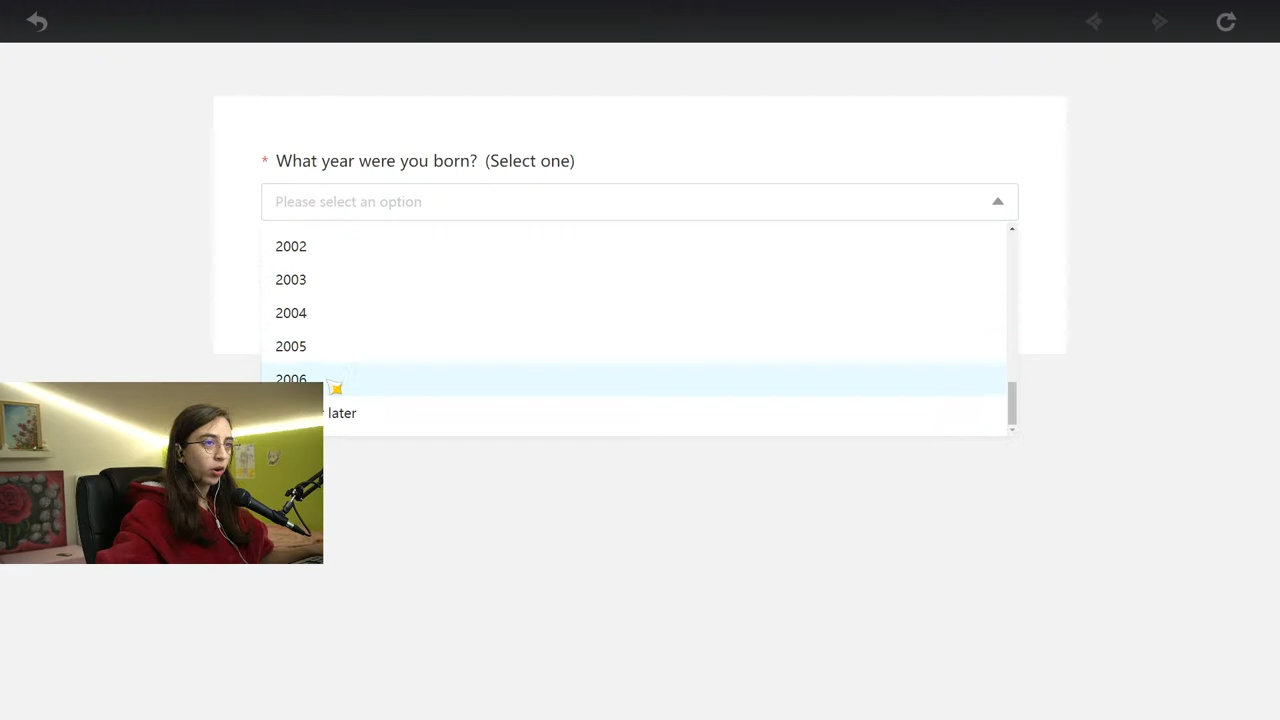 * What year were you born? (Select one)
Please select an option
2002
2003
2004
2005
2006
later